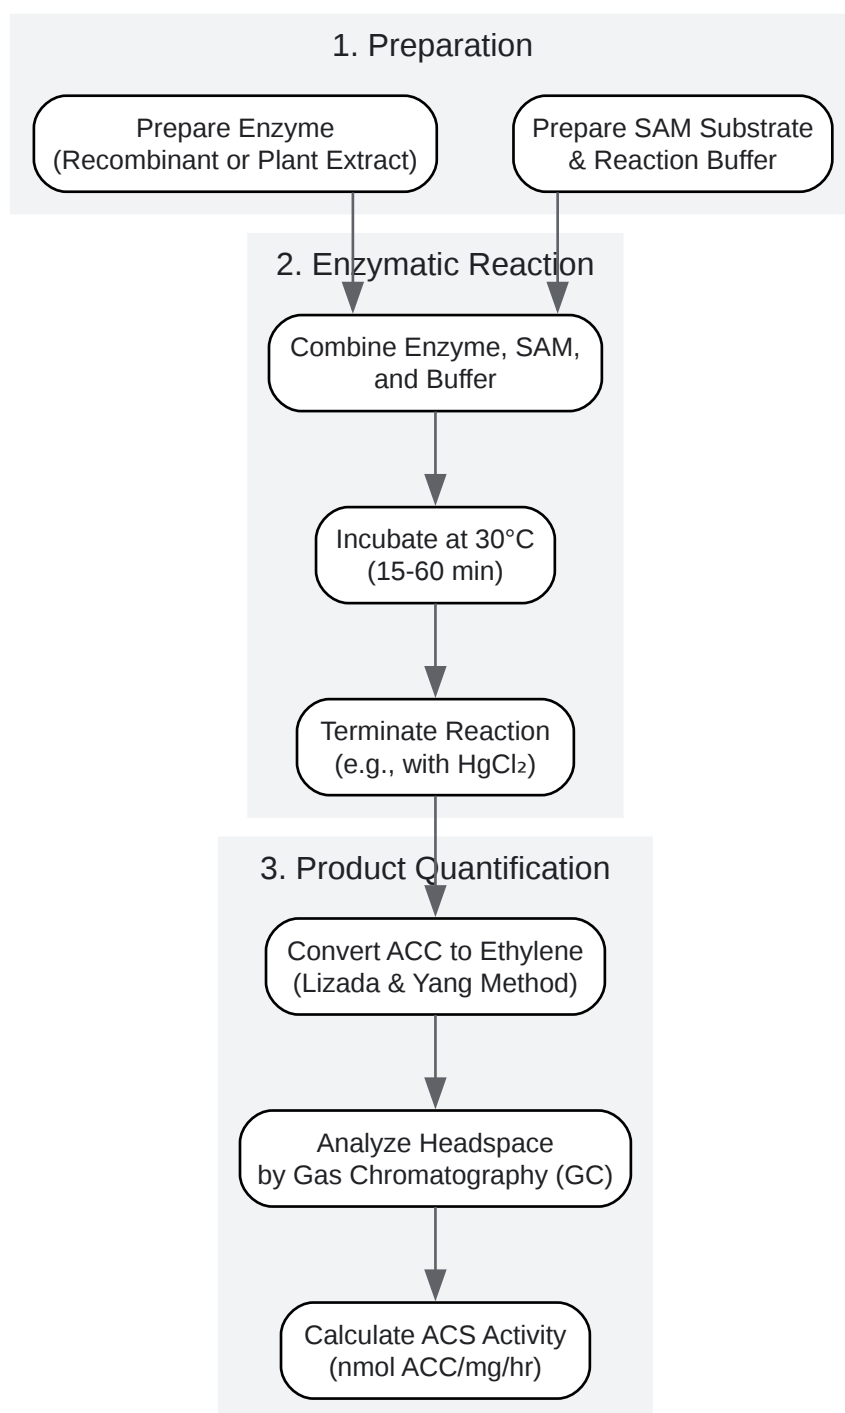 1. Preparation
Prepare Enzyme
(Recombinant or Plant Extract)
Prepare SAM Substrate
& Reaction Buffer
2. Enzymatic Reaction
Combine Enzyme, SAM,
and Buffer
Incubate at 30°C
(15-60 min)
Terminate Reaction
(e.g., with HgCl₂)
3. Product Quantification
Convert ACC to Ethylene
(Lizada & Yang Method)
Analyze Headspace
by Gas Chromatography (GC)
Calculate ACS Activity
(nmol ACC/mg/hr)